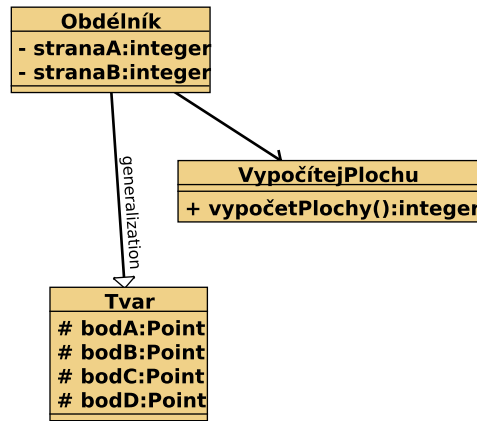 Obdélník
- stranaA:integer
- stranaB:integer
generalization
VypočítejPlochu
+ vypočetPlochy():integer
Tvar
# bodA:Point
# bodB:Point
# bodC:Point
# bodD:Point